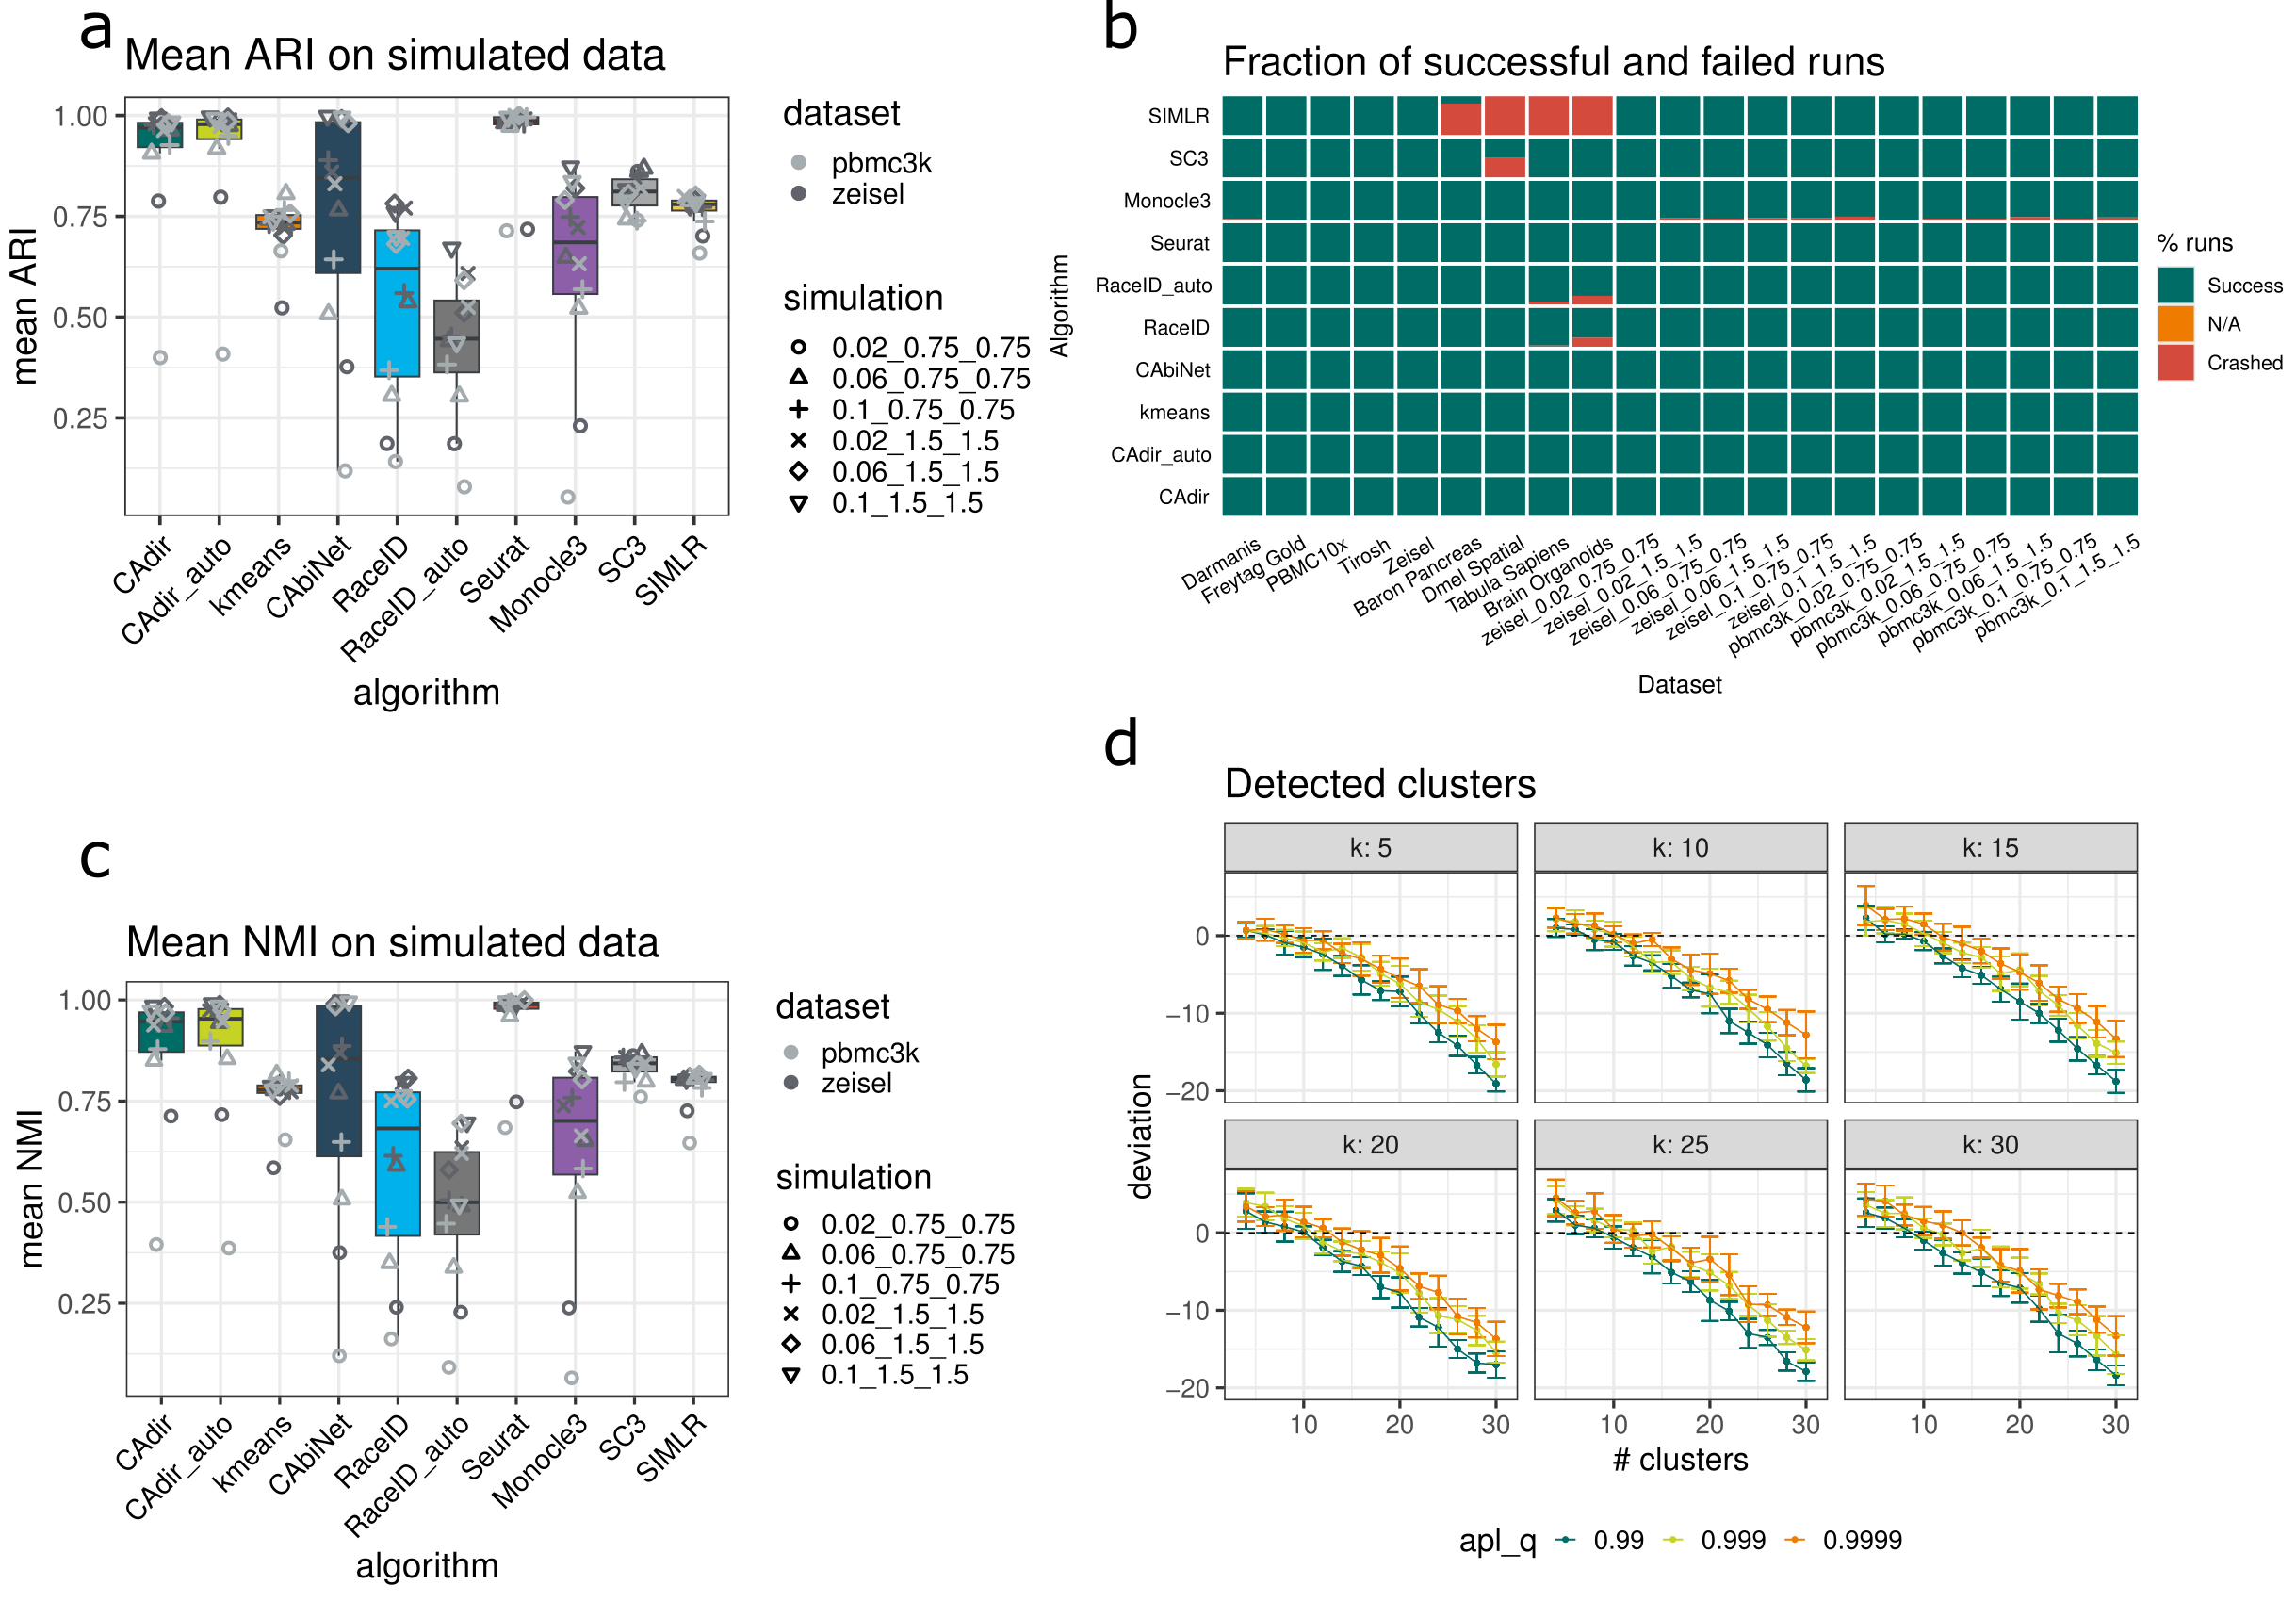 a
Mean ARI on simulated data
1.00
0.75
0.50
0.25
mean ARI
CAdir
CAdir_auto
kmeans
CAbiNet
RaceID
RaceID_auto
Seurat
Monocle3
SC3
SIMLR
algorithm
dataset
pbmc3k
zeisel
simulation
0.02_0.75_0.75
0.06_0.75_0.75
0.1_0.75_0.75
0.02_1.5_1.5
0.06_1.5_1.5
0.1_1.5_1.5
b
Fraction of successful and failed runs
SIMLR
SC3
Monocle3
Seurat
RaceID_auto
RaceID
CAbiNet
kmeans
CAdir_auto
CAdir
Algorithm
Darmanis
Freytag Gold
PBMC10x
Tirosh
Zeisel
Baron Pancreas
Dmel Spatial
Tabula Sapiens
Brain Organoids
zeisel_0.02_0.75_0.75
zeisel_0.02_1.5_1.5
zeisel_0.06_0.75_0.75
zeisel_0.06_1.5_1.5
zeisel_0.1_0.75_0.75
zeisel_0.1_1.5_1.5
pbmc3k_0.02_0.75_0.75
pbmc3k_0.02_1.5_1.5
pbmc3k_0.06_0.75_0.75
pbmc3k_0.06_1.5_1.5
pbmc3k_0.1_0.75_0.75
pbmc3k_0.1_1.5_1.5
Dataset
% runs
Success
N/A
Crashed
c
Mean NMI on simulated data
1.00
0.75
0.50
0.25
mean NMI
CAdir
CAdir_auto
kmeans
CAbiNet
RaceID
RaceID_auto
Seurat
Monocle3
SC3
SIMLR
algorithm
dataset
pbmc3k
zeisel
simulation
0.02_0.75_0.75
0.06_0.75_0.75
0.1_0.75_0.75
0.02_1.5_1.5
0.06_1.5_1.5
0.1_1.5_1.5
d
Detected clusters
k: 5
k: 10
k: 15
0
−10
−20
k: 20
k: 25
k: 30
0
−10
−20
deviation
10 20 30
10 20 30
10 20 30
# clusters
apl_q 0.99 0.999 0.9999